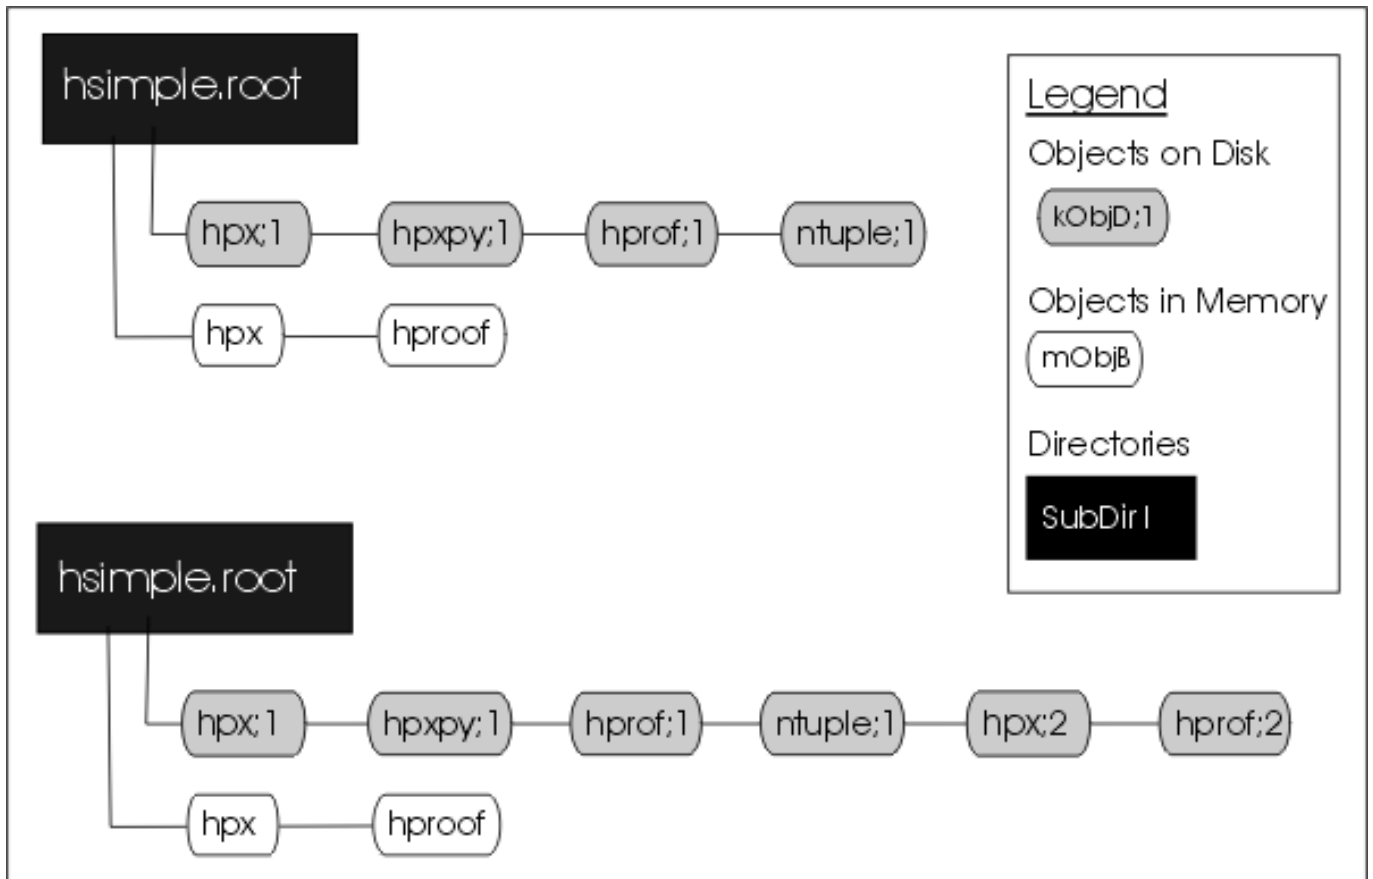 hsimple.root
hpx;1 hpxpy;1 hprof;1 ntuple;1
hpx hproof
Legend
Objects on Disk
kObjD;1
Objects in Memory
mObjB
Directories
SubDir I
hsimple.root
hpx;1 hpxpy;1 hprof;1 ntuple;1 hpx;2 hprof;2
hpx hproof